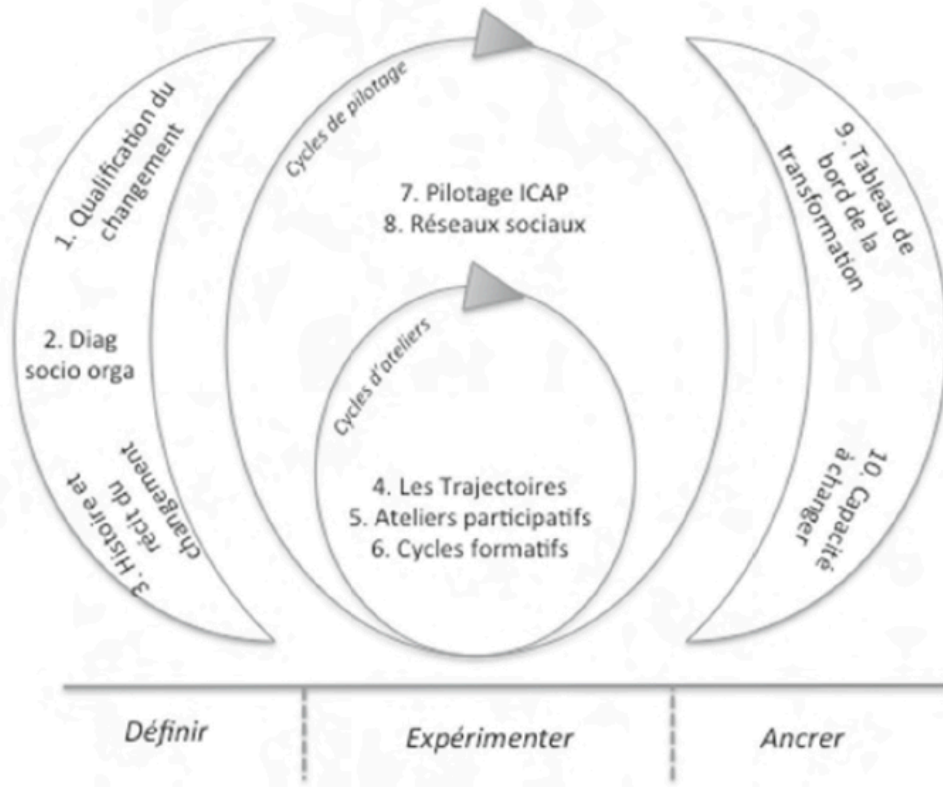 1. Qualification du
changement
2. Diag
socio orga
3. Histoire et
récit du
changement
Cycles de pilotage
7. Pilotage ICAP
8. Réseaux sociaux
Cycles d'ateliers
4. Les Trajectoires
5. Ateliers participatifs
6. Cycles formatifs
9. Tableau de
bord de la
transformation
10. Capacité
à changer
Définir
Expérimenter
Ancrer